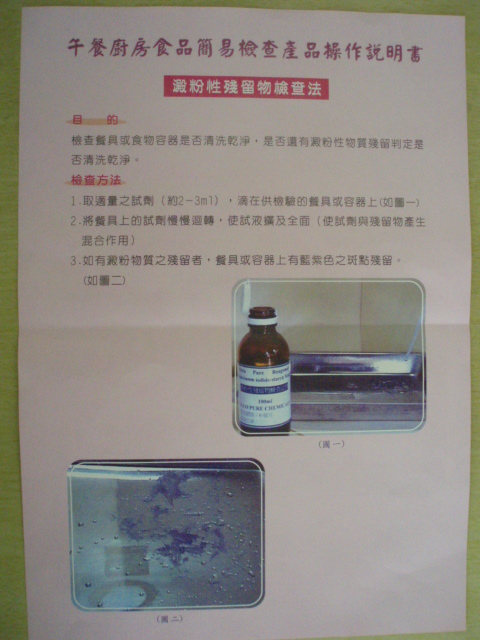 午餐廚房食品簡易檢查產品操作說明書
澱粉性殘留物檢查法
目 的
檢查餐具或食物容器是否清洗乾淨，是否還有澱粉性物質殘留判定是
否清洗乾淨。
檢查方法
1.取適量之試劑（約2-3ml），滴在供檢驗的餐具或容器上(如圖一)
2.將餐具上的試劑慢慢迴轉，使試液擴及全面（使試劑與殘留物產生
混合作用）
3.如有澱粉物質之殘留者，餐具或容器上有藍紫色之斑點殘留。
(如圖二)
Pure Reagent
100ml
PURE CHEMICAL
(圖一)
(圖二)